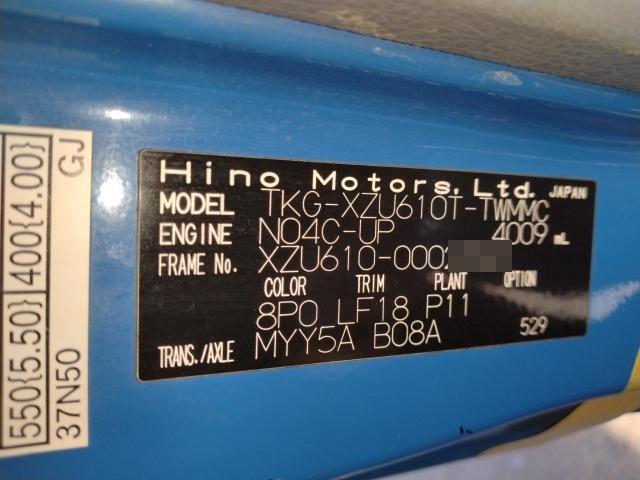 Hino Motors, Ltd. JAPAN
MODEL TKG-XZU610T-TWMMC
ENGINE N04C-UP 4009 mL
FRAME No. XZU610-0002
COLOR TRIM PLANT OPTION
8P0 LF18 P11
TRANS./AXLE MYY5A B08A 529
550{5.50} 400{4.00}
37N50 GJ